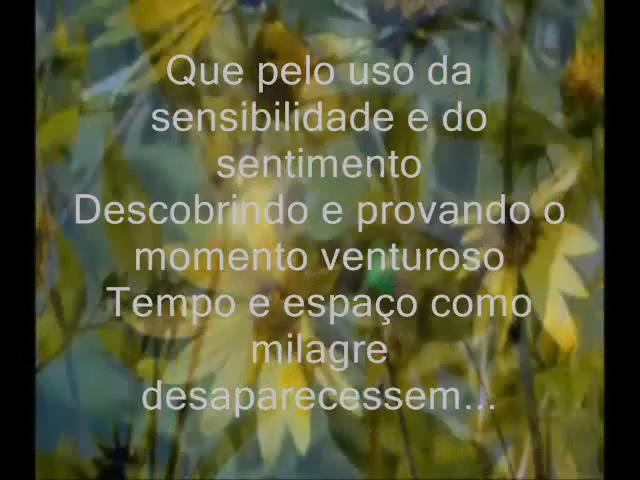 Que pelo uso da
sensibilidade e do
sentimento
Descobrindo e provando o
momento venturoso
Tempo e espaço como
milagre
desaparecessem...